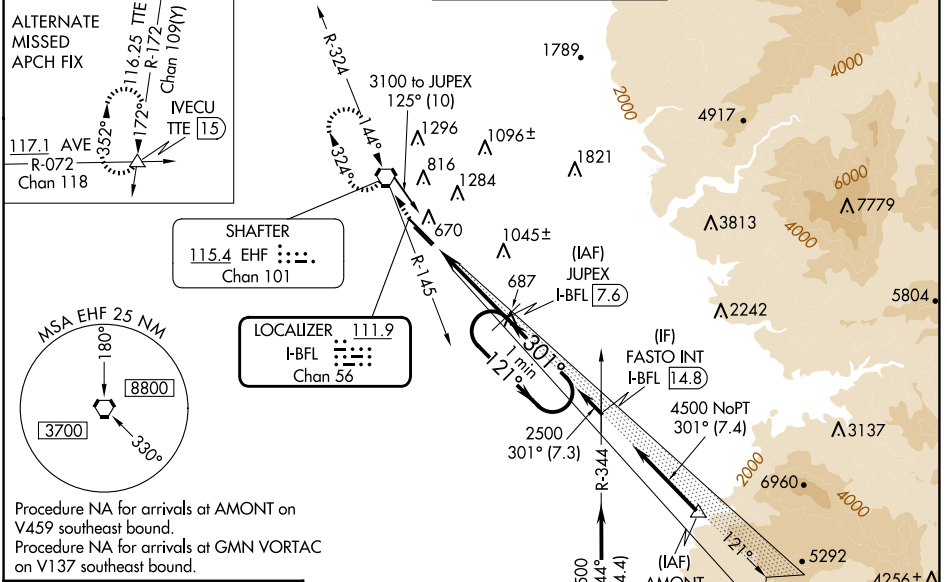 ALTERNATE
MISSED
APCH FIX
116.25 TTE
R-172
Chan 109(Y)
IVECU
TTE 15
352°
172°
117.1 AVE
R-072
Chan 118
R-324
3100 to JUPEX
125° (10)
144°
324°
1296
1096±
816
1284
1821
670
1045±
1789
4917
2000
4000
6000
7779
3813
4000
2242
5804
SHAFTER
115.4 EHF
Chan 101
R-145
LOCALIZER 111.9
I-BFL
Chan 56
687
(IAF)
JUPEX
I-BFL 7.6
301°
1 min
121°
(IF)
FASTO INT
I-BFL 14.8
2500
301° (7.3)
4500 NoPT
301° (7.4)
R-344
3137
2000
6960
4000
121°
5292
4256±
(IAF)
AMONT
MSA EHF 25 NM
180°
8800
3700
330°
Procedure NA for arrivals at AMONT on
V459 southeast bound.
Procedure NA for arrivals at GMN VORTAC
on V137 southeast bound.